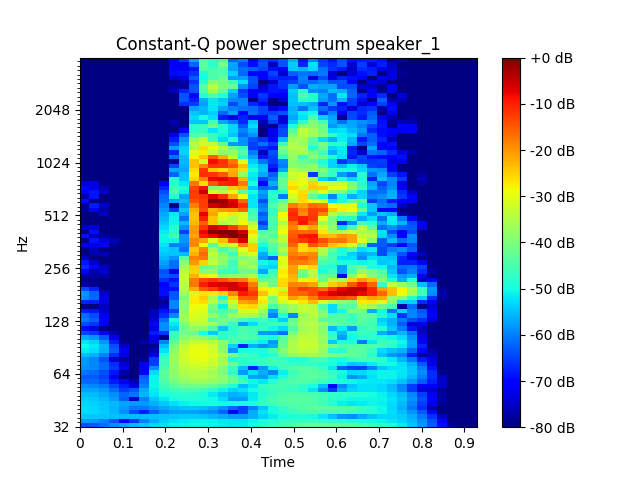 Constant-Q power spectrum speaker_1
Hz
2048
1024
512
256
128
64
32
0 0.1 0.2 0.3 0.4 0.5 0.6 0.7 0.8 0.9
Time
+0 dB
-10 dB
-20 dB
-30 dB
-40 dB
-50 dB
-60 dB
-70 dB
-80 dB